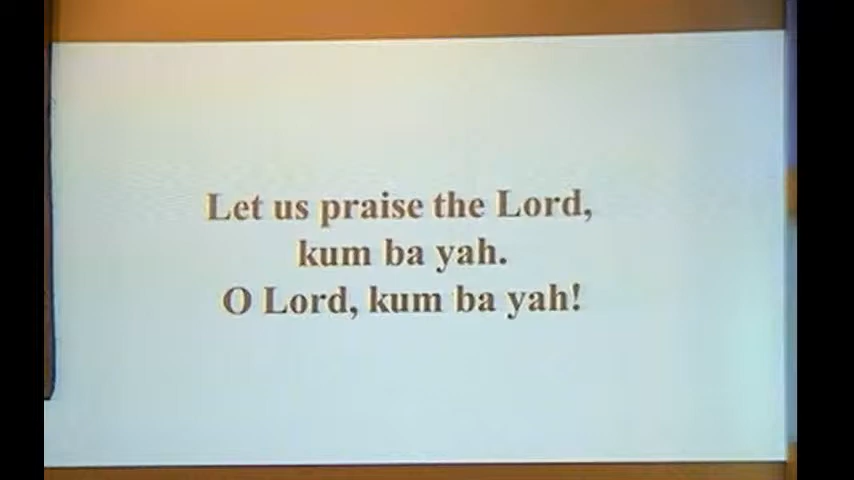 Let us praise the Lord,
kum ba yah.
O Lord, kum ba yah!